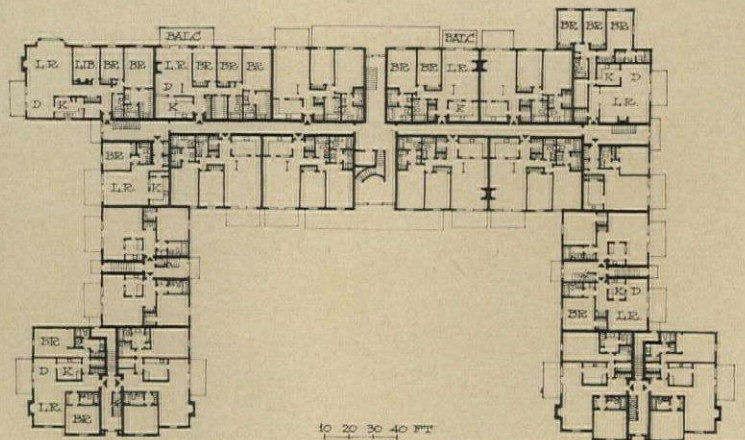 BALC BALC BR BR BR
L.R. LIB. BR BR L.R. BR BR BR BR BR L.R. K D
D K D K K L.R.
BR
L.R. K
K D
BR L.R.
BR
D K
L.R. BR
10 20 30 40 FT